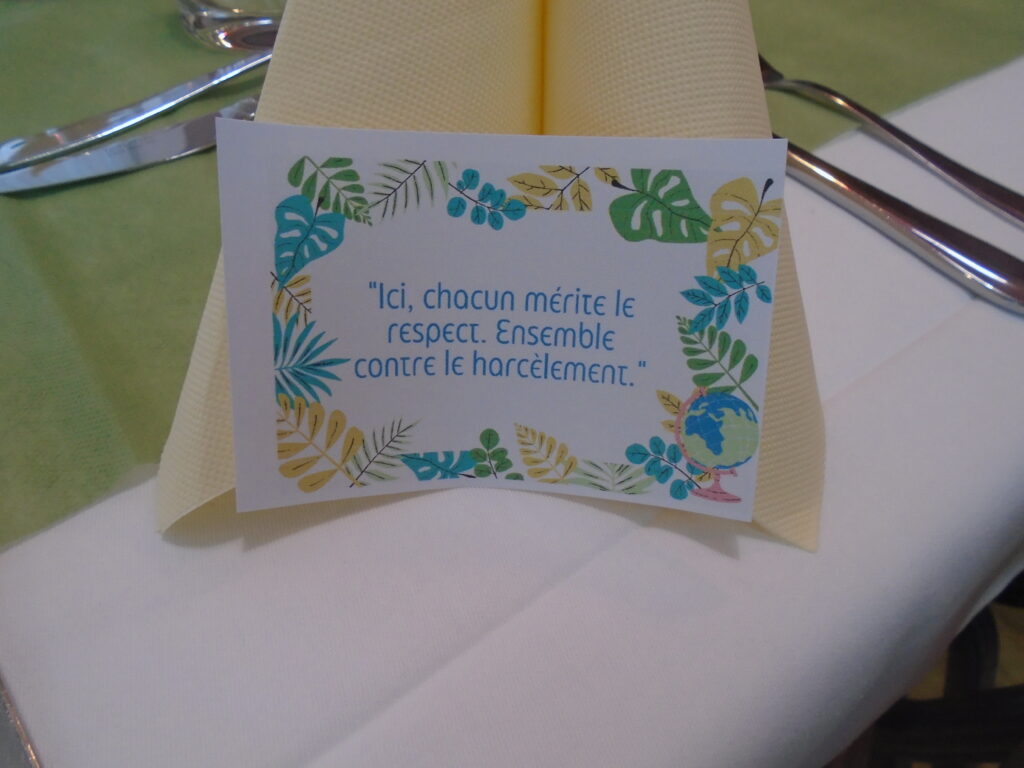 "Ici, chacun mérite le
respect. Ensemble
contre le harcèlement."